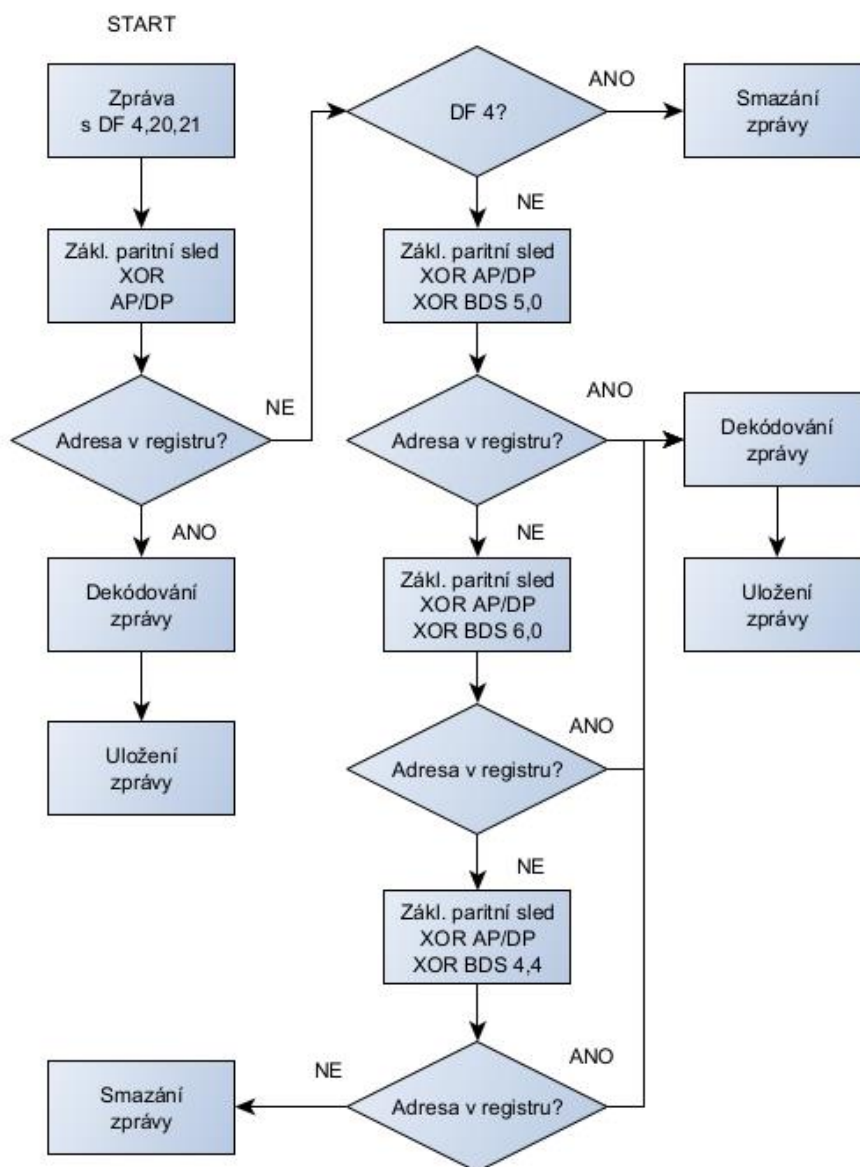 START
Zpráva
s DF 4,20,21
Zákl. paritní sled
XOR
AP/DP
Adresa v registru?
NE
ANO
Dekódování
zprávy
Uložení
zprávy
DF 4?
ANO
Smazání
zprávy
NE
Zákl. paritní sled
XOR AP/DP
XOR BDS 5,0
Adresa v registru?
ANO
Dekódování
zprávy
Uložení
zprávy
NE
Zákl. paritní sled
XOR AP/DP
XOR BDS 6,0
Adresa v registru?
ANO
NE
Zákl. paritní sled
XOR AP/DP
XOR BDS 4,4
Adresa v registru?
ANO
NE
Smazání
zprávy